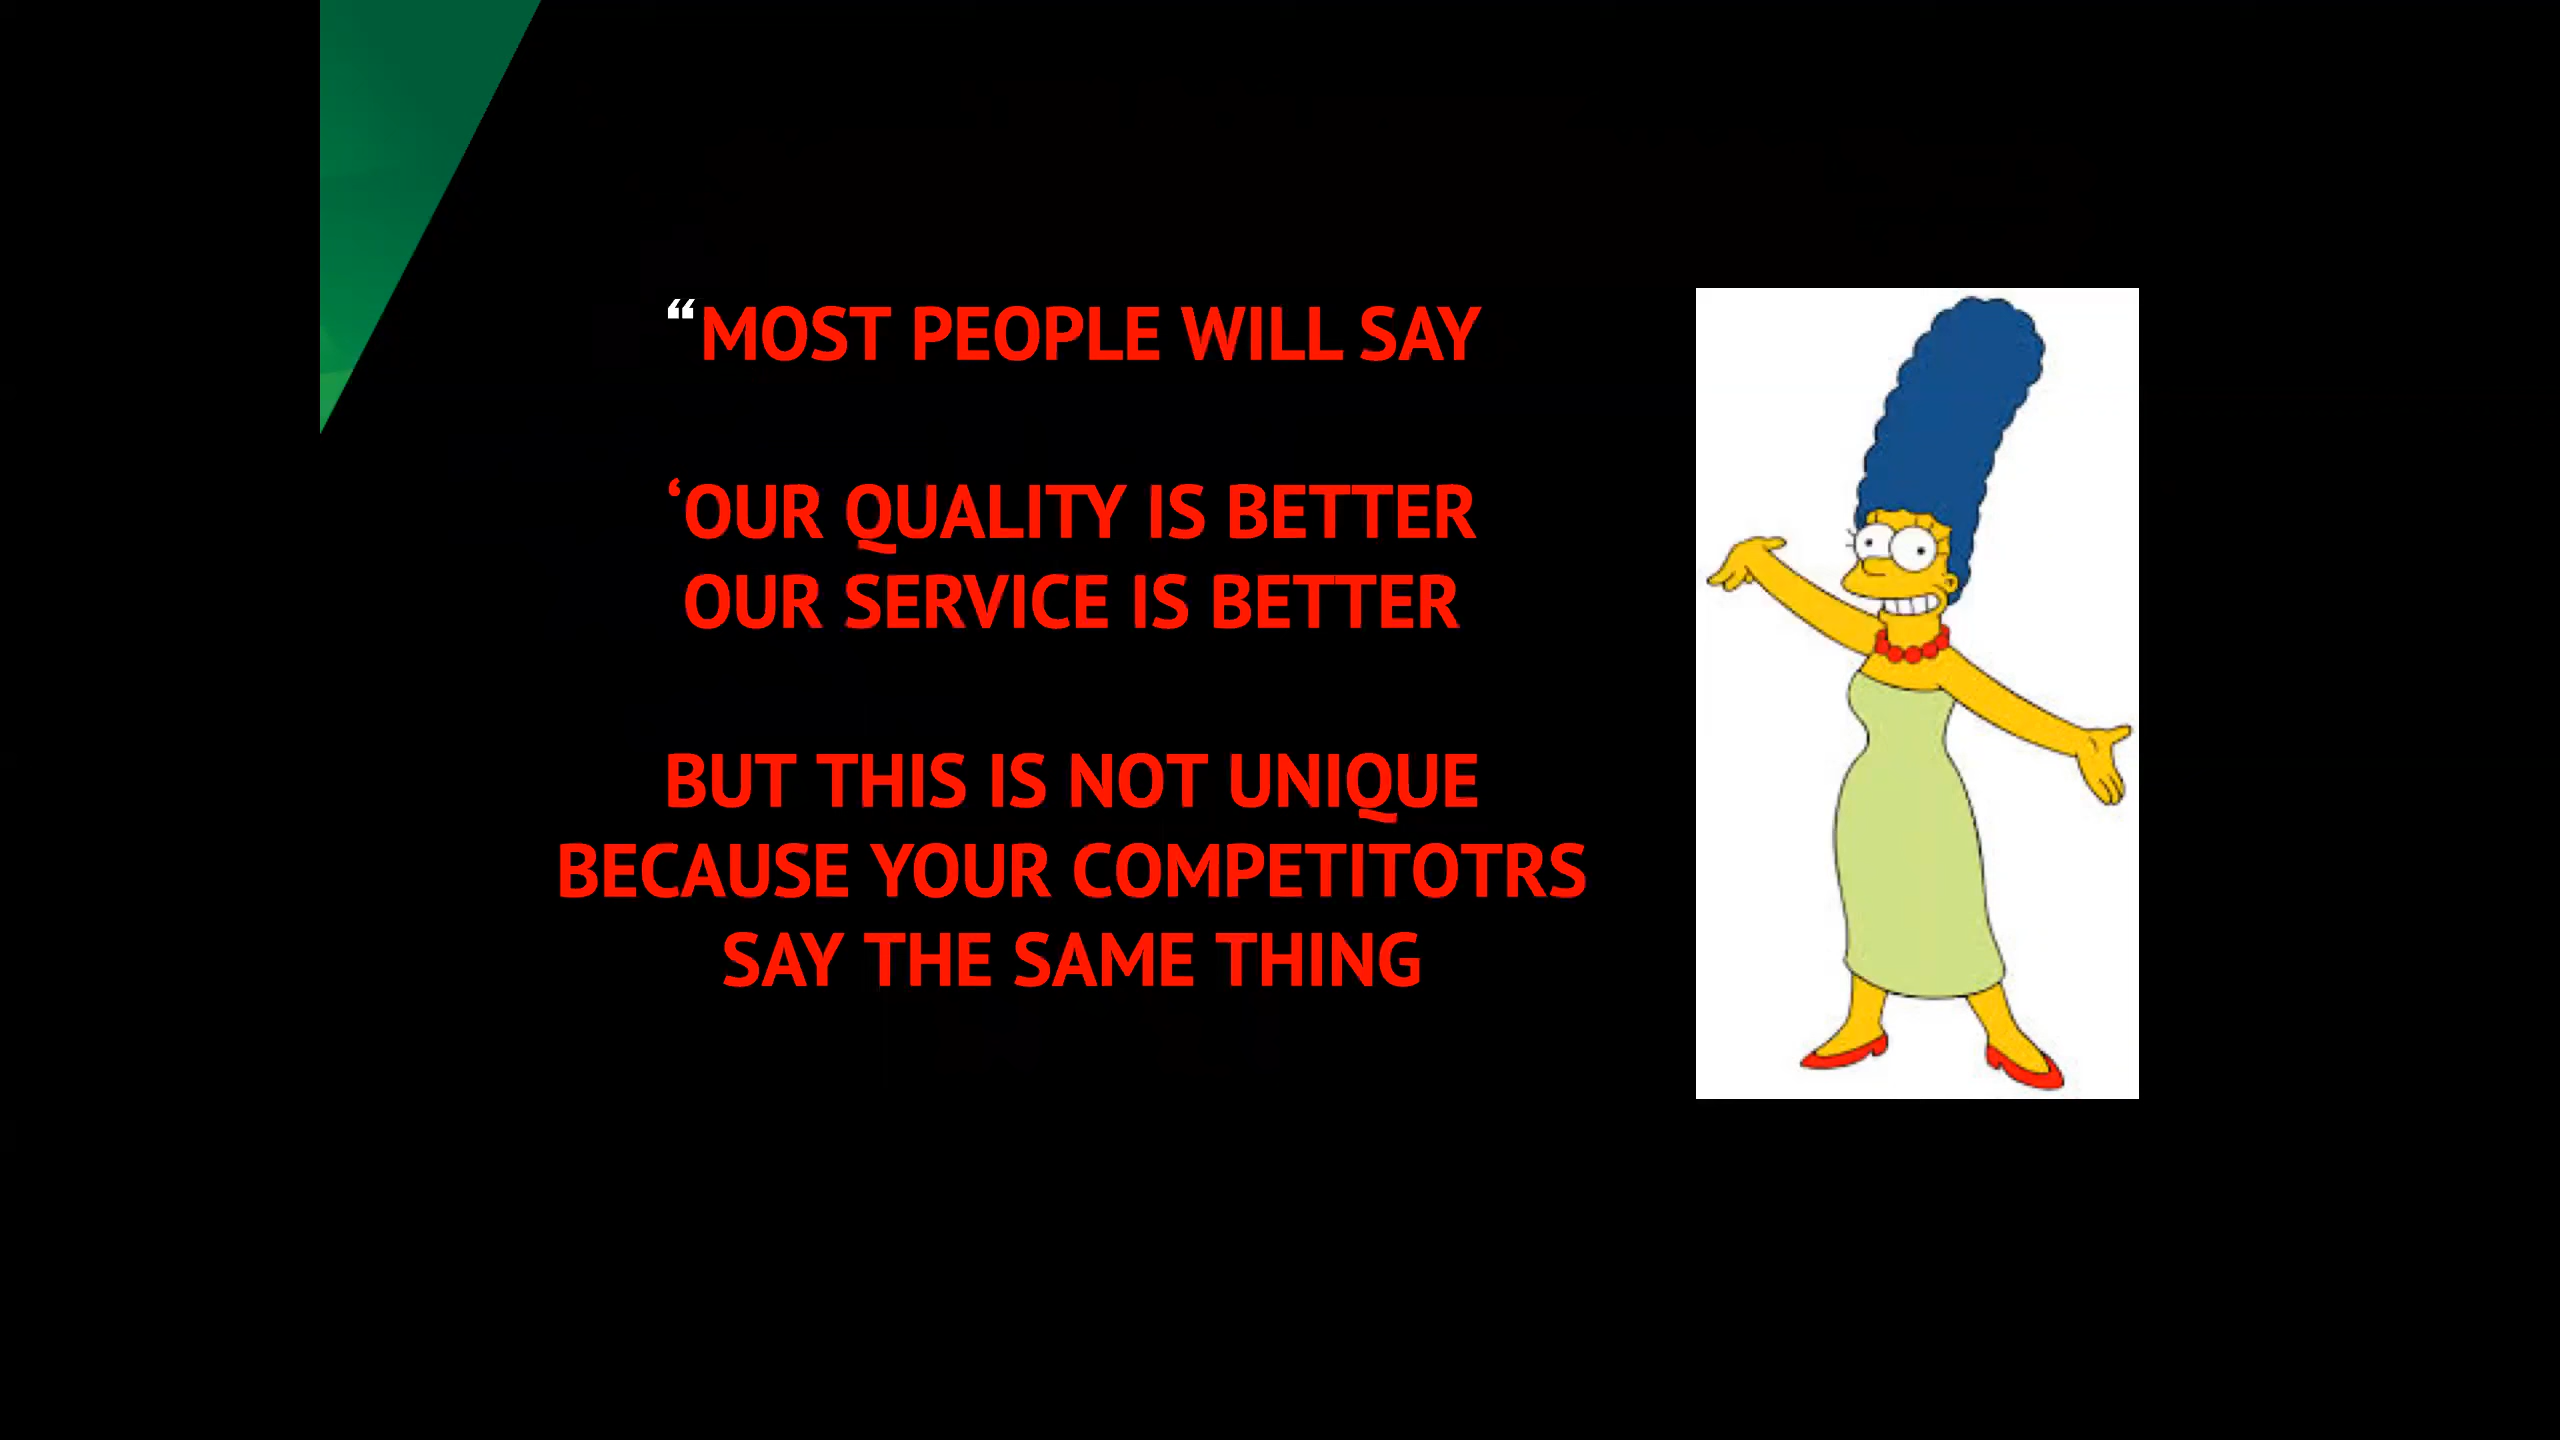 “MOST PEOPLE WILL SAY
‘OUR QUALITY IS BETTER
OUR SERVICE IS BETTER
BUT THIS IS NOT UNIQUE
BECAUSE YOUR COMPETITOTRS
SAY THE SAME THING